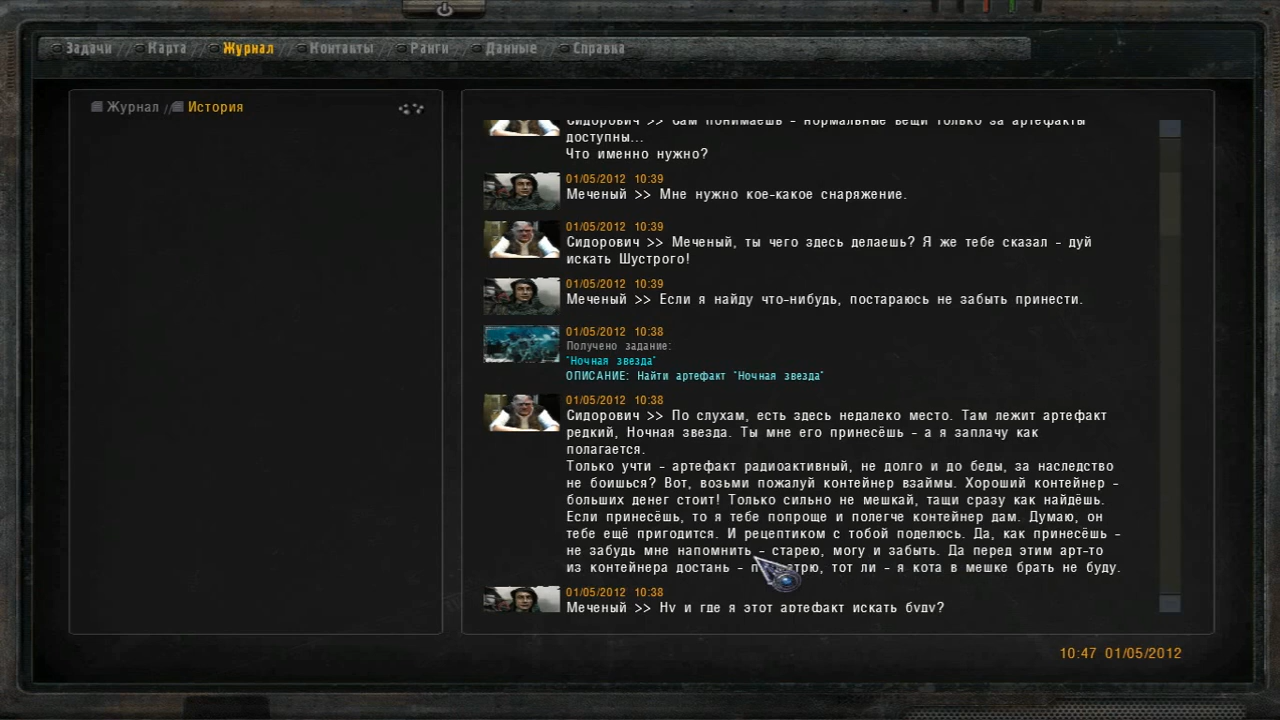 Задачи // Карта // Журнал // Контакты // Ранги // Данные // Справка
Журнал // История
Сидорович >> Сам понимаешь - нормальные вещи только за артефакты
доступны...
Что именно нужно?
01/05/2012 10:39
Меченый >> Мне нужно кое-какое снаряжение.
01/05/2012 10:39
Сидорович >> Меченый, ты чего здесь делаешь? Я же тебе сказал - дуй
искать Шустрого!
01/05/2012 10:39
Меченый >> Если я найду что-нибудь, постараюсь не забыть принести.
01/05/2012 10:38
Получено задание:
"Ночная звезда"
ОПИСАНИЕ: Найти артефакт "Ночная звезда"
01/05/2012 10:38
Сидорович >> По слухам, есть здесь недалеко место. Там лежит артефакт
редкий, Ночная звезда. Ты мне его принесёшь - а я заплачу как
полагается.
Только учти - артефакт радиоактивный, не долго и до беды, за наследство
не боишься? Вот, возьми пожалуй контейнер взаймы. Хороший контейнер -
больших денег стоит! Только сильно не мешкай, тащи сразу как найдёшь.
Если принесёшь, то я тебе попроще и полегче контейнер дам. Думаю, он
тебе ещё пригодится. И рецептиком с тобой поделюсь. Да, как принесёшь -
не забудь мне напомнить - старею, могу и забыть. Да перед этим арт-то
из контейнера достань - тот ли - я кота в мешке брать не буду.
01/05/2012 10:38
Меченый >> Ну и где я этот артефакт искать буду?
10:47 01/05/2012